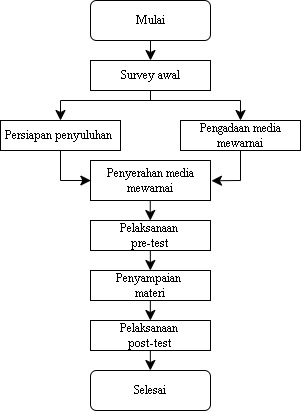 Mulai
Survey awal
Persiapan penyuluhan
Pengadaan media
mewarnai
Penyerahan media
mewarnai
Pelaksanaan
pre-test
Penyampaian
materi
Pelaksanaan
post-test
Selesai